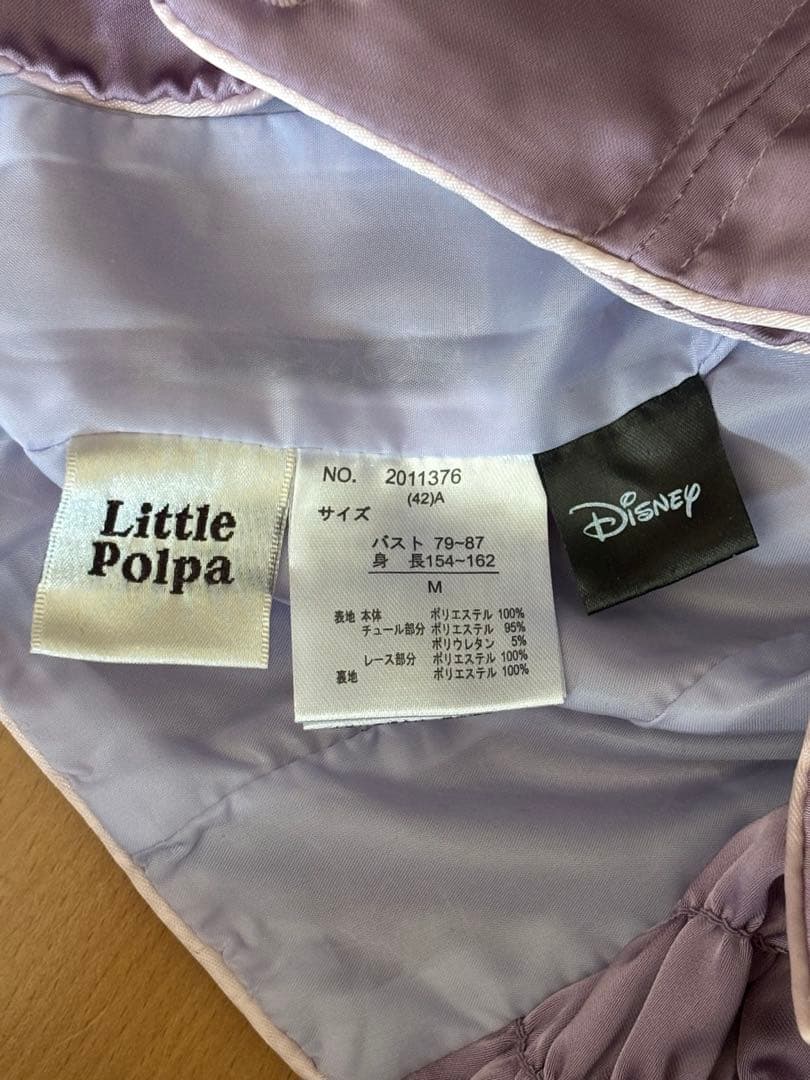 Little
Polpa
NO. 2011376
(42)A
サイズ
バスト 79~87
身 長154~162
M
表地 本体 ポリエステル 100%
チュール部分 ポリエステル 95%
ポリウレタン 5%
レース部分 ポリエステル 100%
裏地 ポリエステル 100%
Disney